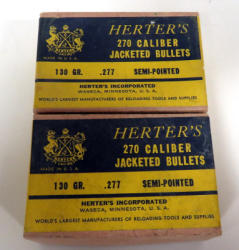 HERTER'S
270 CALIBER
JACKETED BULLETS
MADE IN U.S.A.
130 GR. .277 SEMI-POINTED
HERTER'S INCORPORATED
WASECA, MINNESOTA, U.S.A.
WORLD'S LARGEST MANUFACTURERS OF RELOADING TOOLS AND SUPPLIES
HERTER'S
270 CALIBER
JACKETED BULLETS
MADE IN U.S.A.
130 GR. .277 SEMI-POINTED
HERTER'S INCORPORATED
WASECA, MINNESOTA, U.S.A.
WORLD'S LARGEST MANUFACTURERS OF RELOADING TOOLS AND SUPPLIES